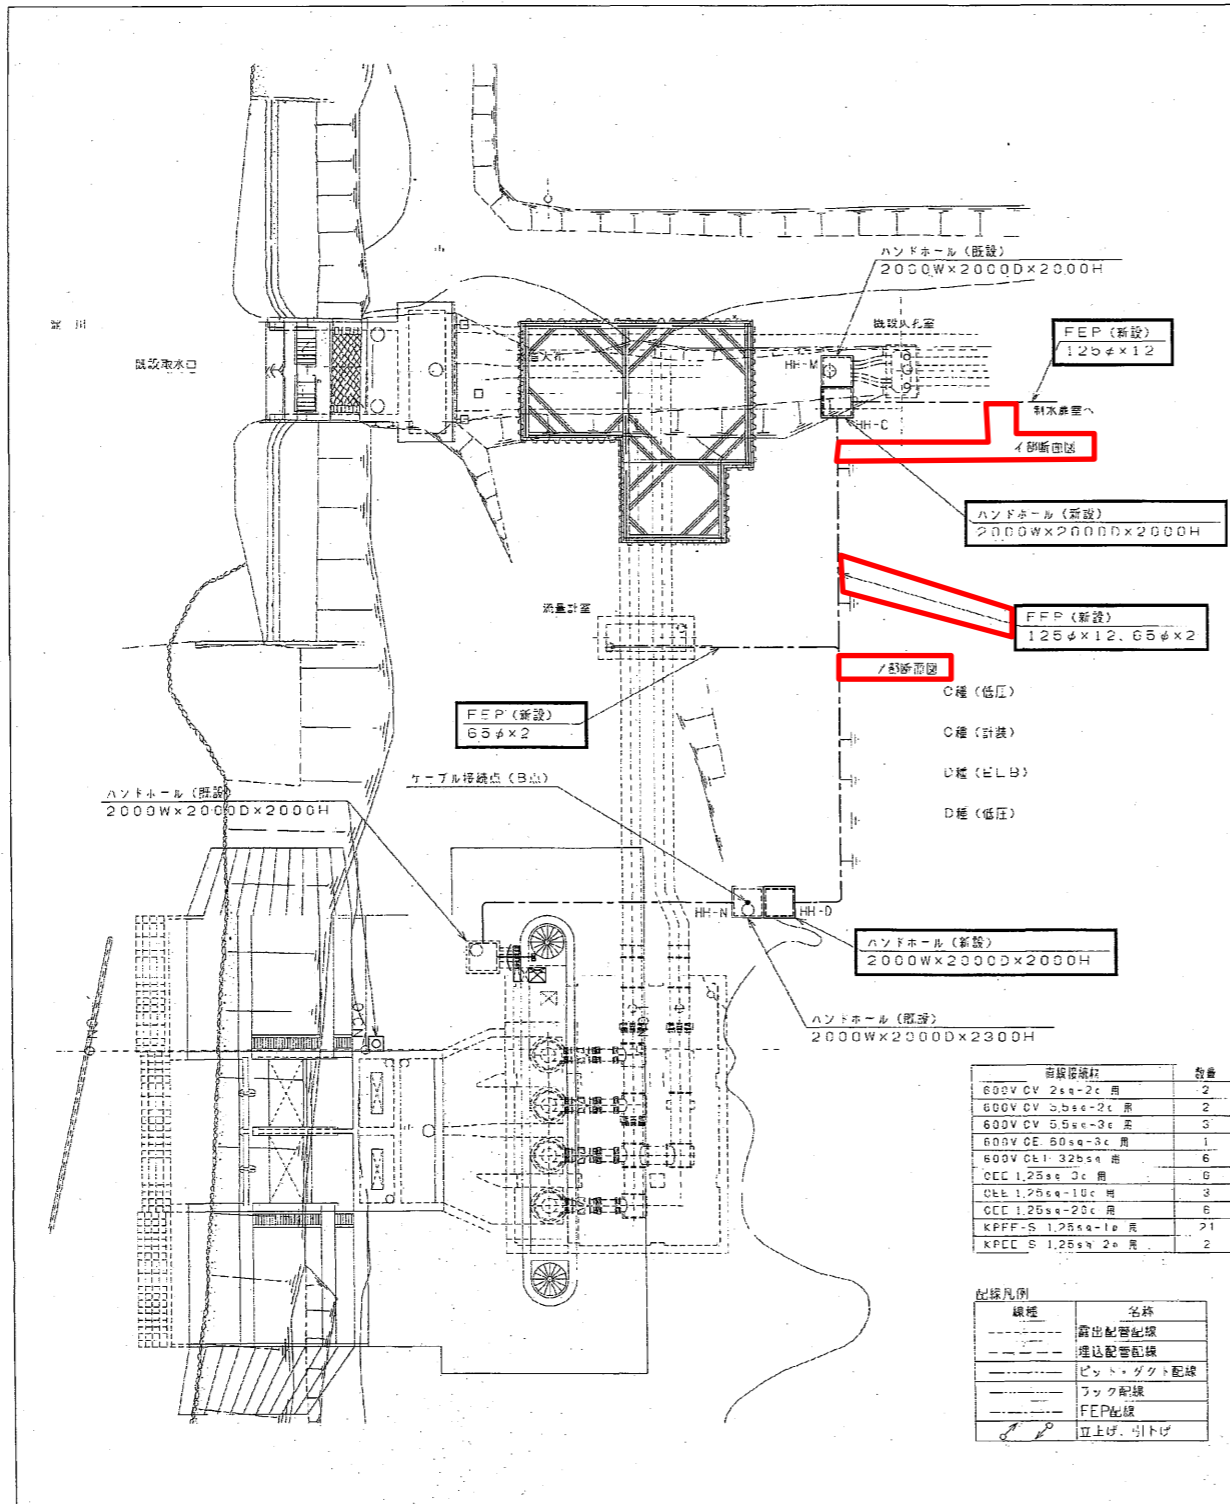 ハンドホール（既設）
2000W×2000D×2000H
既設人孔室
FEP（新設）
125φ×12
既設取水口
HH-M
制水扉室へ
HH-C
イ部断面図
ハンドホール（新設）
2000W×2000D×2000H
流量計室
FEP（新設）
125φ×12、65φ×2
ア部断面図
C種（低圧）
FEP（新設）
65φ×2
C種（計装）
ケーブル接続点（B点）
D種（ELB）
ハンドホール（既設）
2000W×2000D×2000H
D種（低圧）
HH-N
HH-D
ハンドホール（新設）
2000W×2000D×2000H
ハンドホール（既設）
2000W×2000D×2300H
直線接続材 数量
600V CV 2sq-2c 用 2
600V CV 5.5sq-2c 用 2
600V CV 5.5sq-3c 用 3
600V CE 60sq-3c 用 1
600V CE1 325sq 用 6
CEE 1.25sq 3c 用 6
CEE 1.25sq-10c 用 3
CEE 1.25sq-20c 用 6
KPEE-S 1.25sq-1p 用 21
KPEE S 1.25sq 2p 用 2
配線凡例
線種 名称
露出配管配線
埋込配管配線
ピット・ダクト配線
ラック配線
FEP配線
立上げ、引下げ